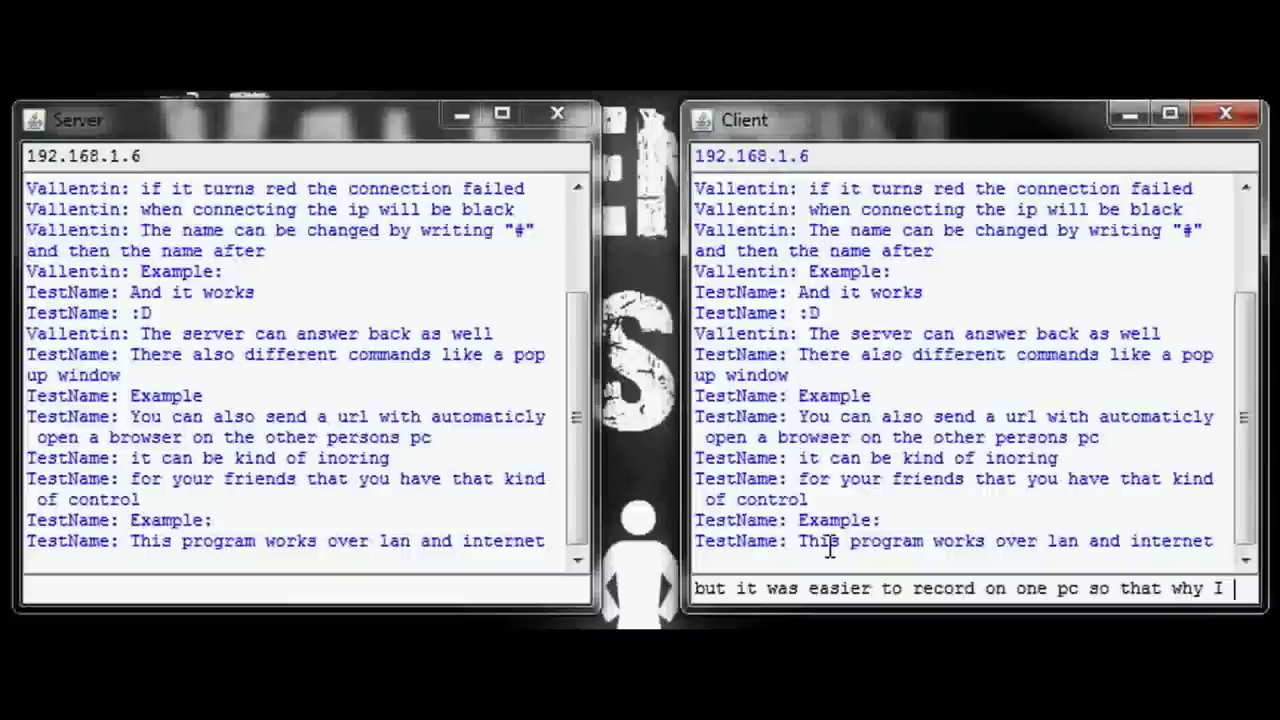 Server
192.168.1.6
Vallentin: if it turns red the connection failed
Vallentin: when connecting the ip will be black
Vallentin: The name can be changed by writing "#"
and then the name after
Vallentin: Example:
TestName: And it works
TestName: :D
Vallentin: The server can answer back as well
TestName: There also different commands like a pop
up window
TestName: Example
TestName: You can also send a url with automaticly
open a browser on the other persons pc
TestName: it can be kind of inoring
TestName: for your friends that you have that kind
of control
TestName: Example:
TestName: This program works over lan and internet
Client
192.168.1.6
Vallentin: if it turns red the connection failed
Vallentin: when connecting the ip will be black
Vallentin: The name can be changed by writing "#"
and then the name after
Vallentin: Example:
TestName: And it works
TestName: :D
Vallentin: The server can answer back as well
TestName: There also different commands like a pop
up window
TestName: Example
TestName: You can also send a url with automaticly
open a browser on the other persons pc
TestName: it can be kind of inoring
TestName: for your friends that you have that kind
of control
TestName: Example:
TestName: This program works over lan and internet
but it was easier to record on one pc so that why I